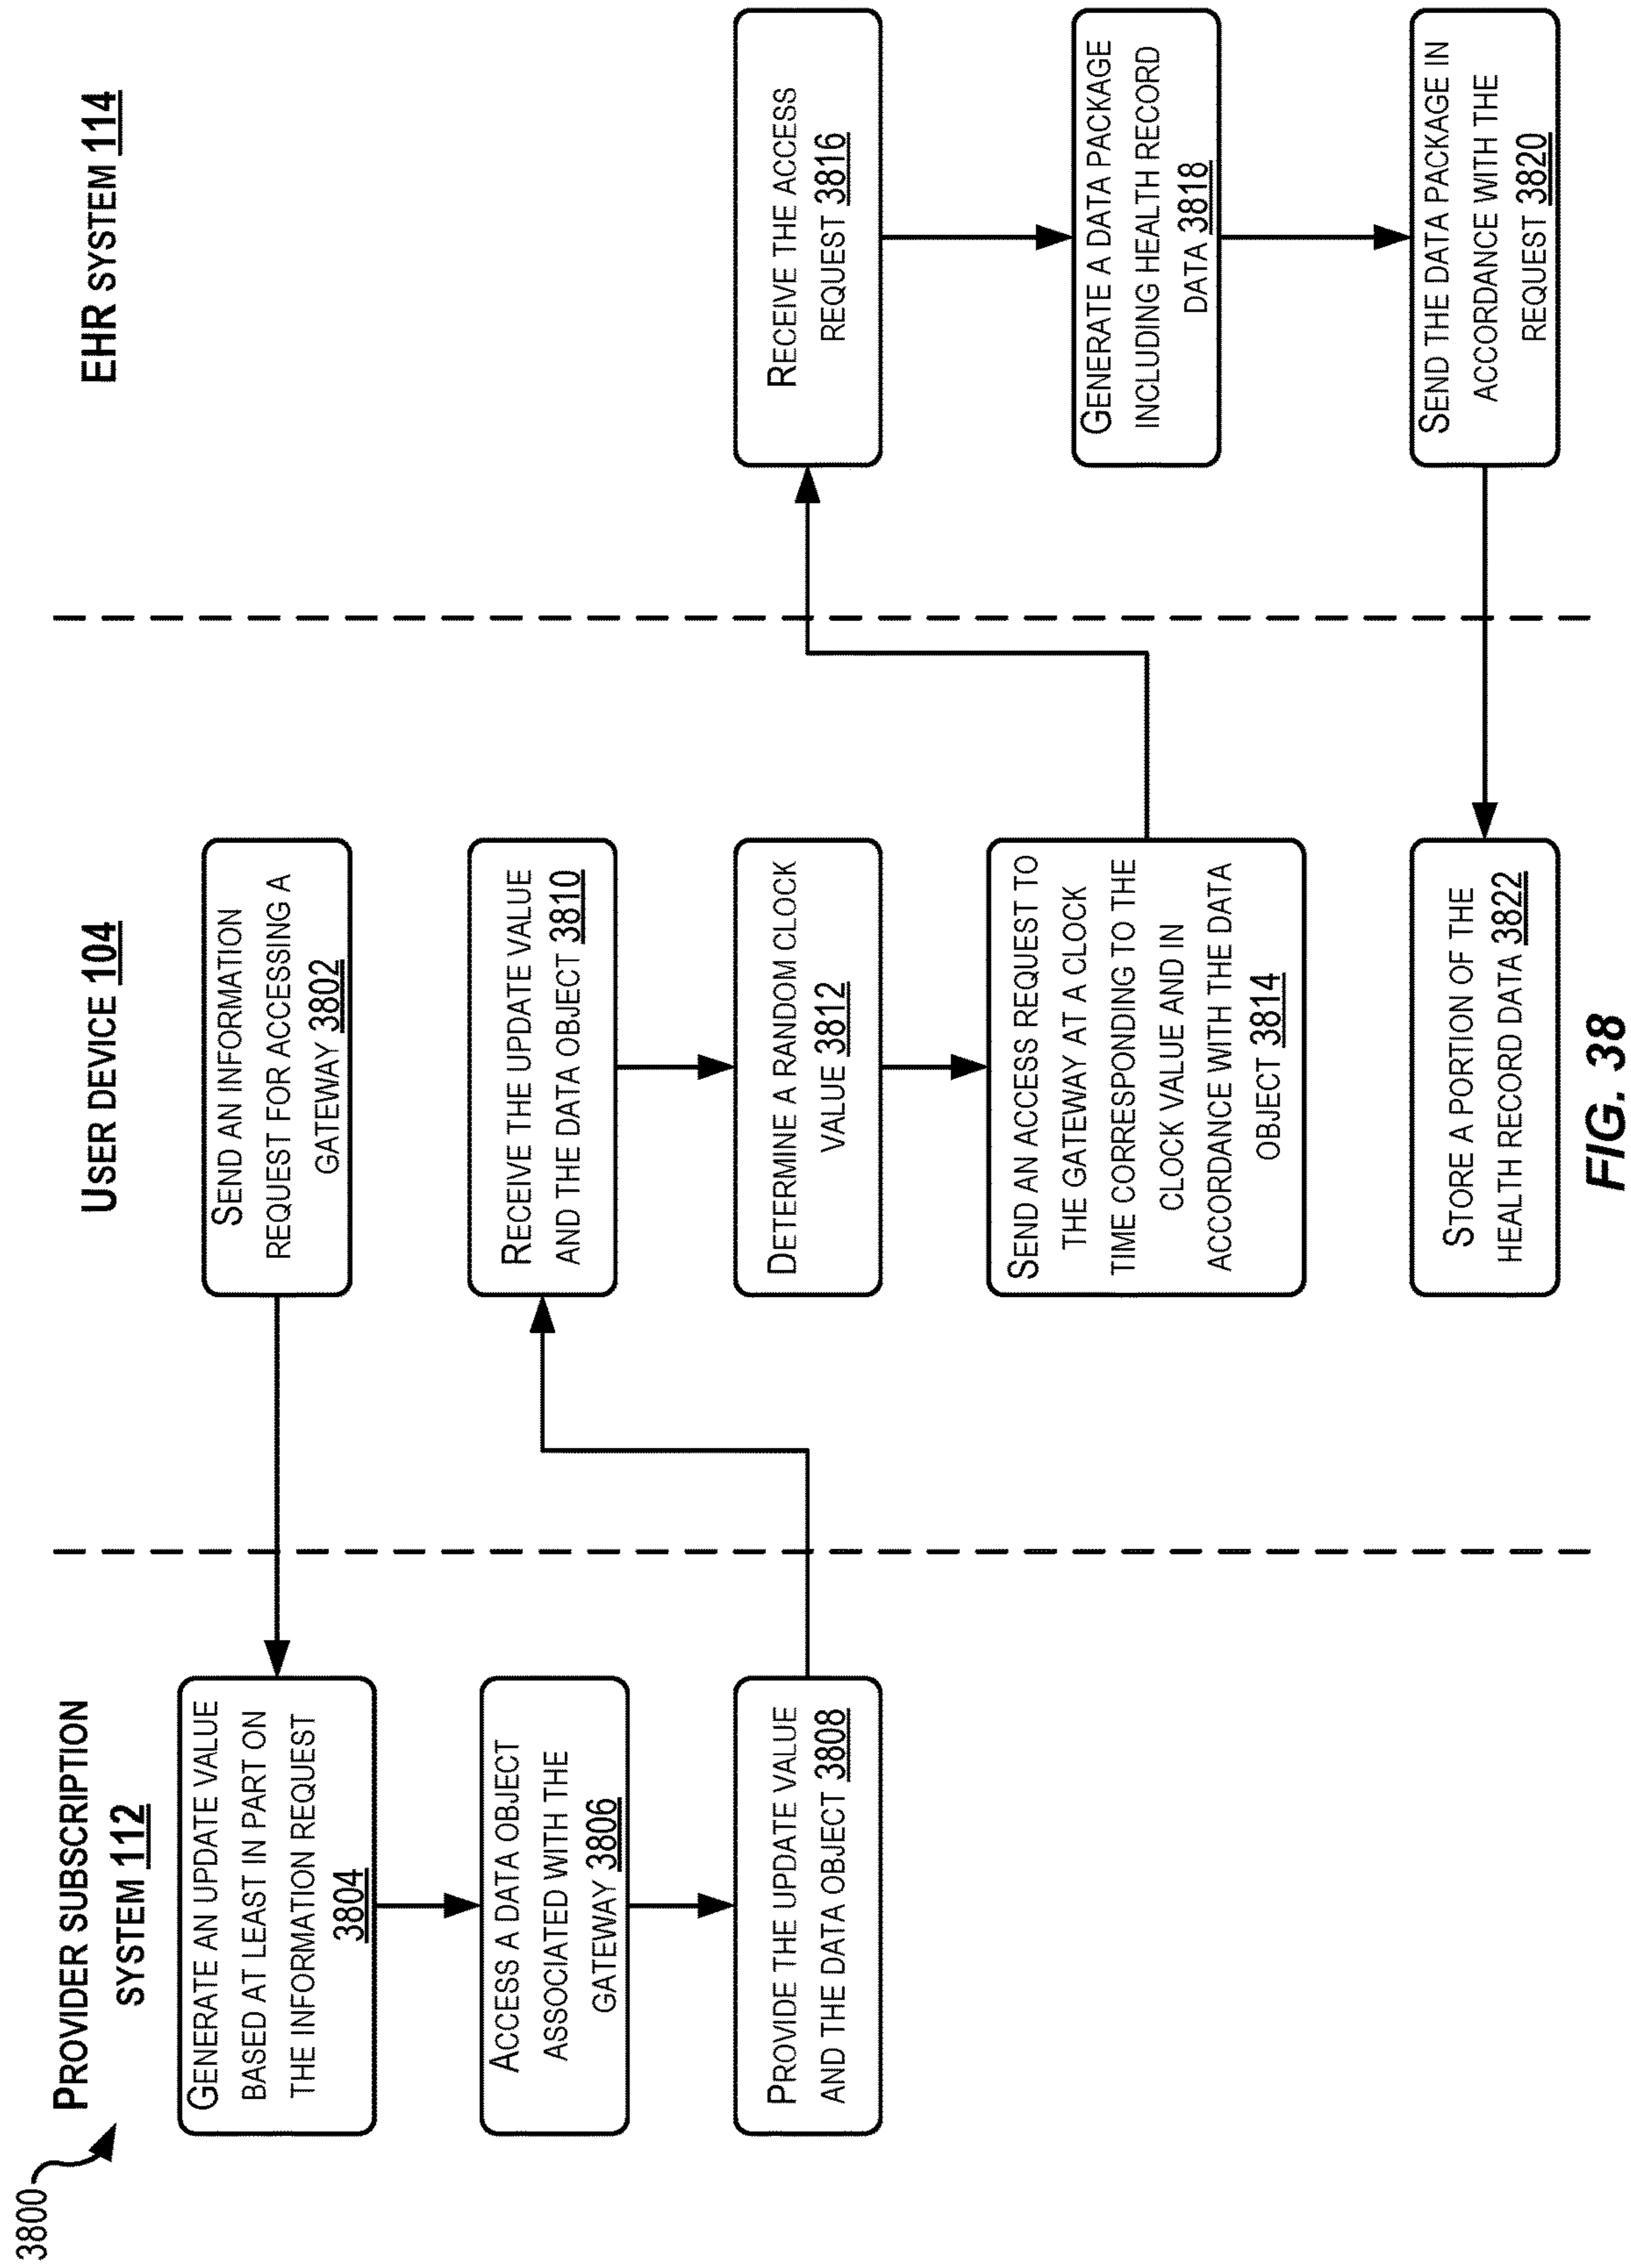 3800
PROVIDER SUBSCRIPTION
SYSTEM 112
USER DEVICE 104
EHR SYSTEM 114
SEND AN INFORMATION
REQUEST FOR ACCESSING A
GATEWAY 3802
GENERATE AN UPDATE VALUE
BASED AT LEAST IN PART ON
THE INFORMATION REQUEST
3804
ACCESS A DATA OBJECT
ASSOCIATED WITH THE
GATEWAY 3806
PROVIDE THE UPDATE VALUE
AND THE DATA OBJECT 3808
RECEIVE THE UPDATE VALUE
AND THE DATA OBJECT 3810
DETERMINE A RANDOM CLOCK
VALUE 3812
SEND AN ACCESS REQUEST TO
THE GATEWAY AT A CLOCK
TIME CORRESPONDING TO THE
CLOCK VALUE AND IN
ACCORDANCE WITH THE DATA
OBJECT 3814
RECEIVE THE ACCESS
REQUEST 3816
GENERATE A DATA PACKAGE
INCLUDING HEALTH RECORD
DATA 3818
SEND THE DATA PACKAGE IN
ACCORDANCE WITH THE
REQUEST 3820
STORE A PORTION OF THE
HEALTH RECORD DATA 3822
FIG. 38